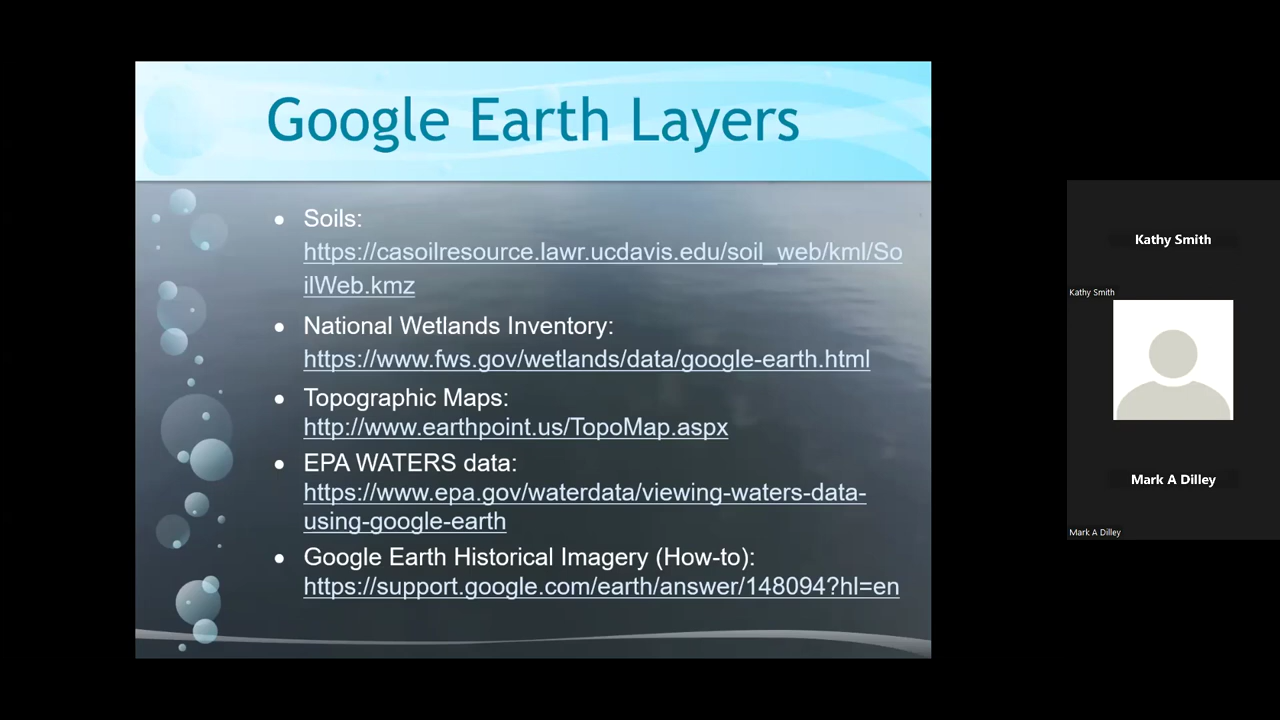 Google Earth Layers
• Soils:
https://casoilresource.lawr.ucdavis.edu/soil_web/kml/So
ilWeb.kmz
• National Wetlands Inventory:
https://www.fws.gov/wetlands/data/google-earth.html
• Topographic Maps:
http://www.earthpoint.us/TopoMap.aspx
• EPA WATERS data:
https://www.epa.gov/waterdata/viewing-waters-data-
using-google-earth
• Google Earth Historical Imagery (How-to):
https://support.google.com/earth/answer/148094?hl=en
Kathy Smith
Kathy Smith
Mark A Dilley
Mark A Dilley